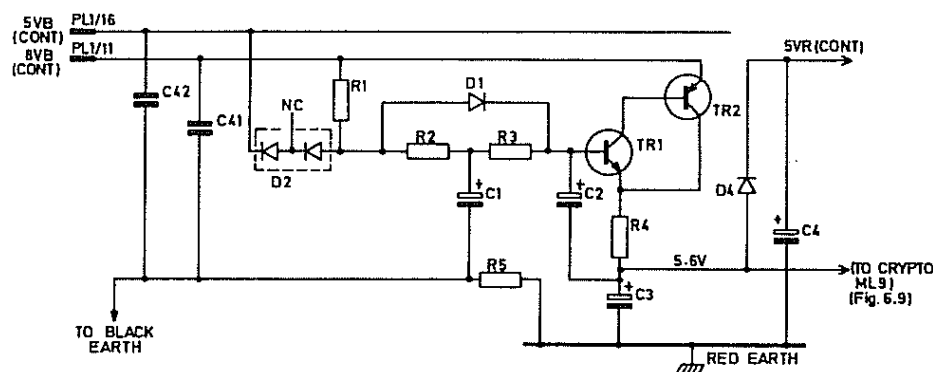 5VB PL1/16
(CONT)
8VB PL1/11
(CONT)
5VR (CONT)
C42
C41
R1
NC
D1
D2
R2
R3
TR1
TR2
C1
C2
R4
D4
C4
+
+
+
+
R5
5.6V
C3
(TO CRYPTO
ML9)
(Fig. 6.9)
TO BLACK
EARTH
RED EARTH